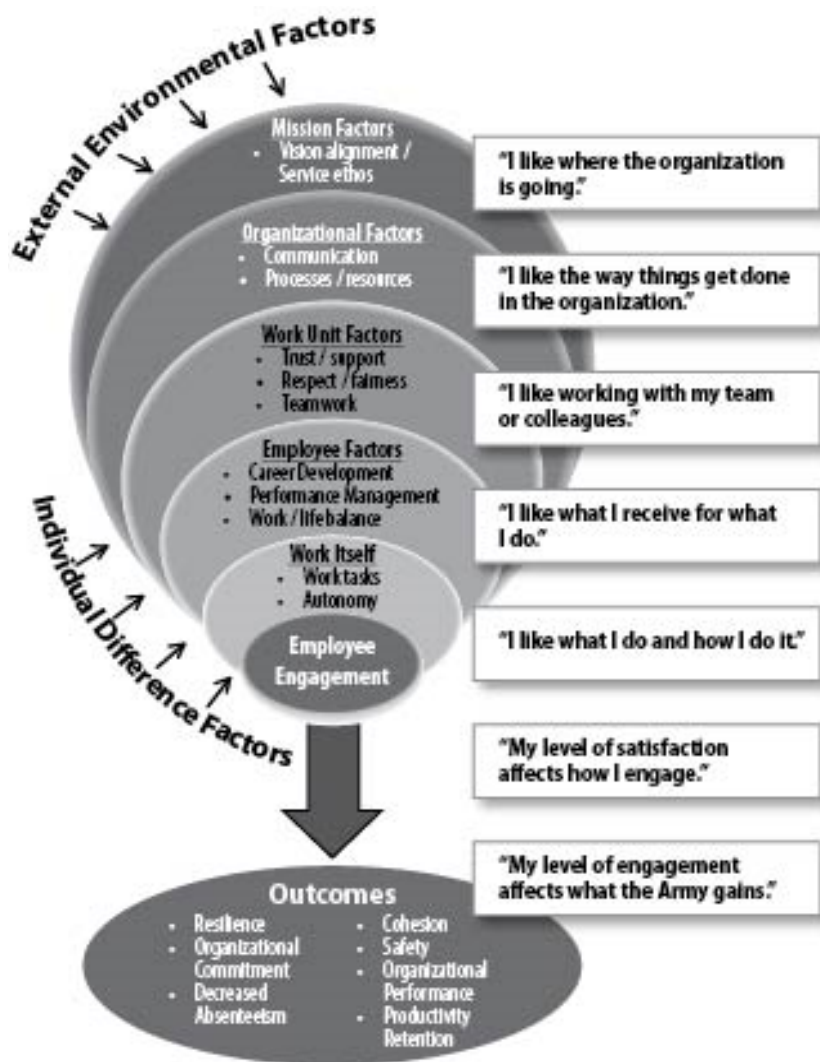 External Environmental Factors
Mission Factors
• Vision alignment /
Service ethos
"I like where the organization
is going."
Organizational Factors
• Communication
• Processes / resources
"I like the way things get done
in the organization."
Work Unit Factors
• Trust / support
• Respect / fairness
• Teamwork
"I like working with my team
or colleagues."
Employee Factors
• Career Development
• Performance Management
• Work / life balance
"I like what I receive for what
I do."
Individual Difference Factors
Work Itself
• Work tasks
• Autonomy
"I like what I do and how I do it."
Employee
Engagement
"My level of satisfaction
affects how I engage."
"My level of engagement
affects what the Army gains."
Outcomes
• Resilience
• Organizational
Commitment
• Decreased
Absenteeism
• Cohesion
• Safety
• Organizational
Performance
• Productivity
Retention